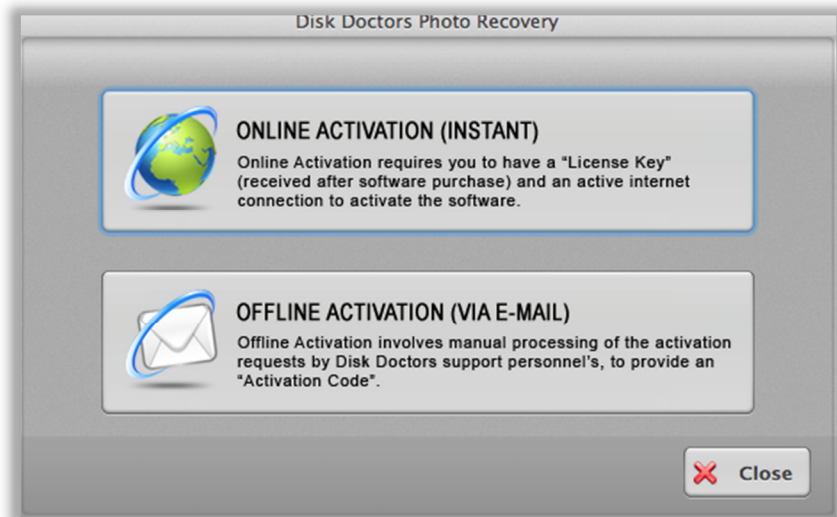 Disk Doctors Photo Recovery
ONLINE ACTIVATION (INSTANT)
Online Activation requires you to have a “License Key”
(received after software purchase) and an active internet
connection to activate the software.
OFFLINE ACTIVATION (VIA E-MAIL)
Offline Activation involves manual processing of the activation
requests by Disk Doctors support personnel’s, to provide an
“Activation Code”.
Close